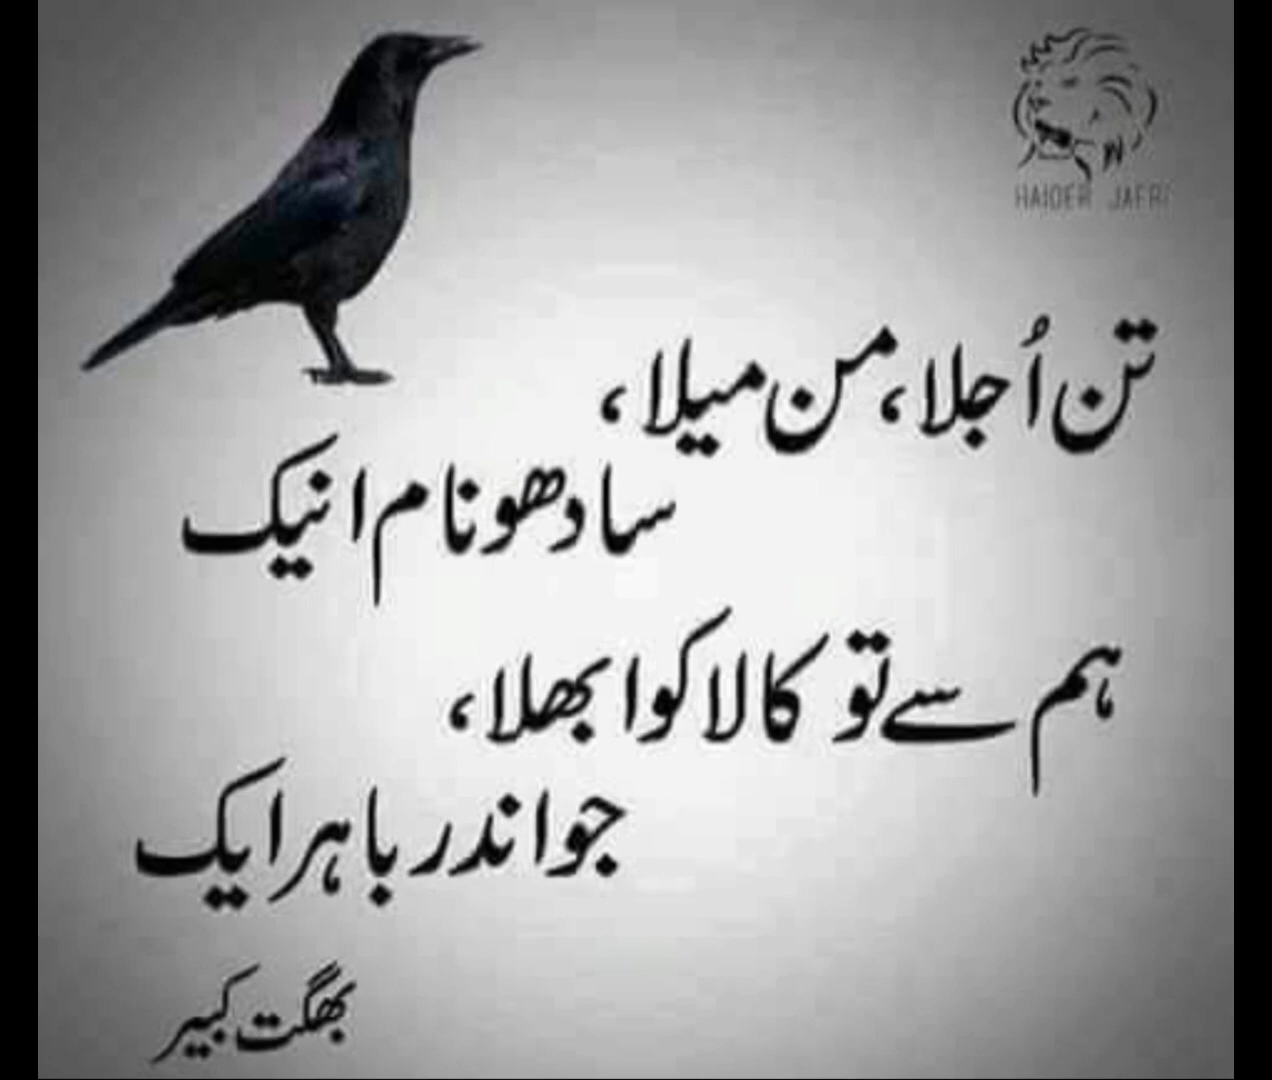 HAIDER JAFRI
تن اُجلا، من میلا،
سادھو نام انیک
ہم سے تو کالا کوا بھلا،
جو اندر باہر ایک
بھگت کبیر